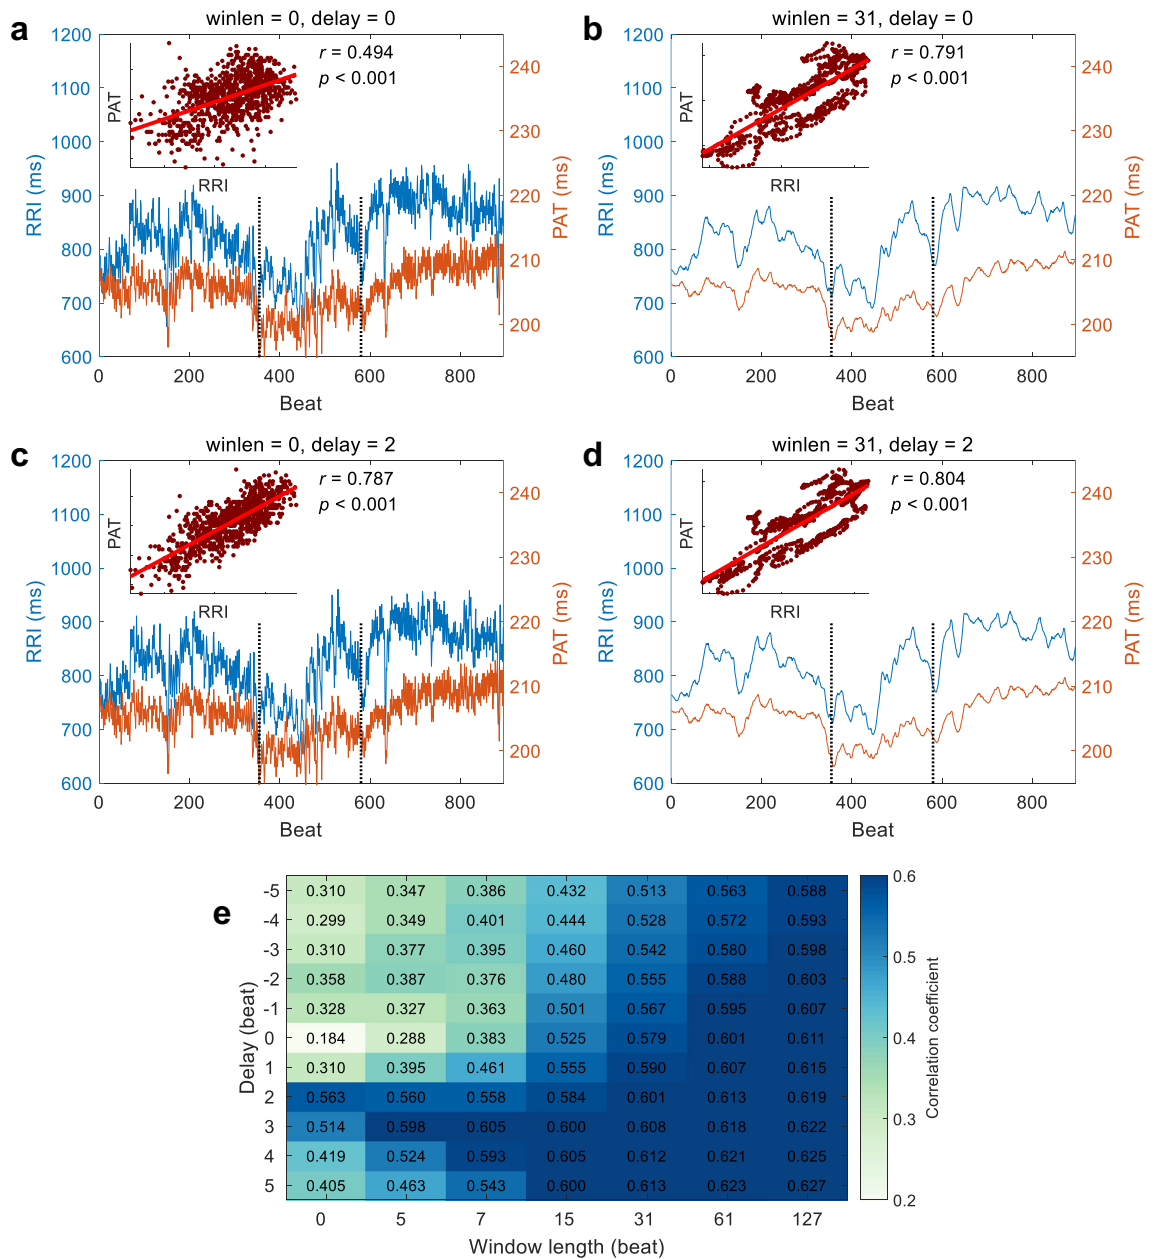 a
winlen = 0, delay = 0
1200
1100
1000
900
800
700
600
RRI (ms)
240
230
220
210
200
PAT (ms)
PAT
RRI
r = 0.494
p < 0.001
0 200 400 600 800
Beat
b
winlen = 31, delay = 0
1200
1100
1000
900
800
700
600
RRI (ms)
240
230
220
210
200
PAT (ms)
PAT
RRI
r = 0.791
p < 0.001
0 200 400 600 800
Beat
c
winlen = 0, delay = 2
1200
1100
1000
900
800
700
600
RRI (ms)
240
230
220
210
200
PAT (ms)
PAT
RRI
r = 0.787
p < 0.001
0 200 400 600 800
Beat
d
winlen = 31, delay = 2
1200
1100
1000
900
800
700
600
RRI (ms)
240
230
220
210
200
PAT (ms)
PAT
RRI
r = 0.804
p < 0.001
0 200 400 600 800
Beat
e
Delay (beat)
-5 0.310 0.347 0.386 0.432 0.513 0.563 0.588
-4 0.299 0.349 0.401 0.444 0.528 0.572 0.593
-3 0.310 0.377 0.395 0.460 0.542 0.580 0.598
-2 0.358 0.387 0.376 0.480 0.555 0.588 0.603
-1 0.328 0.327 0.363 0.501 0.567 0.595 0.607
0 0.184 0.288 0.383 0.525 0.579 0.601 0.611
1 0.310 0.395 0.461 0.555 0.590 0.607 0.615
2 0.563 0.560 0.558 0.584 0.601 0.613 0.619
3 0.514 0.598 0.605 0.600 0.608 0.618 0.622
4 0.419 0.524 0.593 0.605 0.612 0.621 0.625
5 0.405 0.463 0.543 0.600 0.613 0.623 0.627
0 5 7 15 31 61 127
Window length (beat)
0.6
0.5
0.4
0.3
0.2
Correlation coefficient